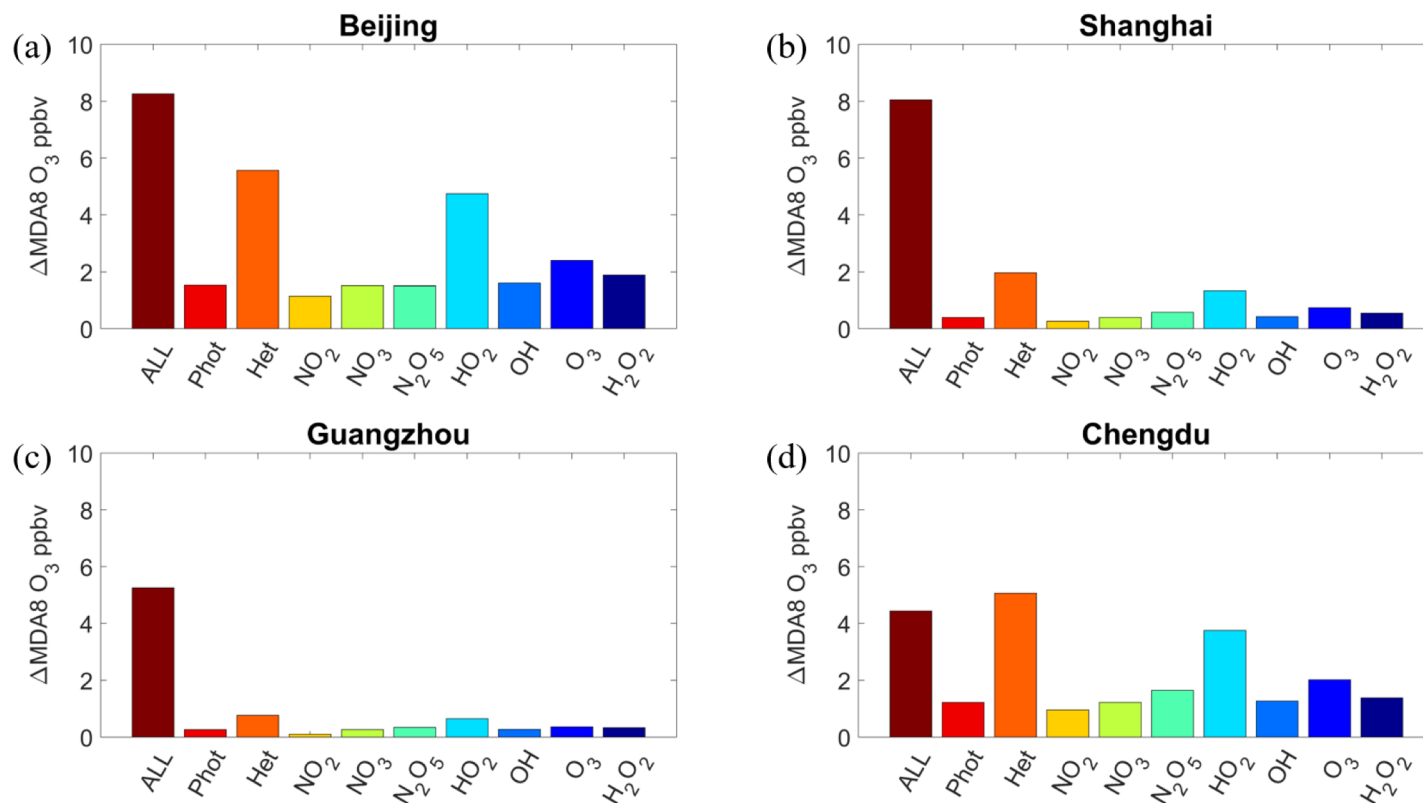 (a)
Beijing
10
8
6
4
2
0
ΔMDA8 O₃ ppbv
ALL
Phot
Het
NO₂
NO₃
N₂O₅
HO₂
OH
O₃
H₂O₂
(b)
Shanghai
10
8
6
4
2
0
ΔMDA8 O₃ ppbv
ALL
Phot
Het
NO₂
NO₃
N₂O₅
HO₂
OH
O₃
H₂O₂
(c)
Guangzhou
10
8
6
4
2
0
ΔMDA8 O₃ ppbv
ALL
Phot
Het
NO₂
NO₃
N₂O₅
HO₂
OH
O₃
H₂O₂
(d)
Chengdu
10
8
6
4
2
0
ΔMDA8 O₃ ppbv
ALL
Phot
Het
NO₂
NO₃
N₂O₅
HO₂
OH
O₃
H₂O₂